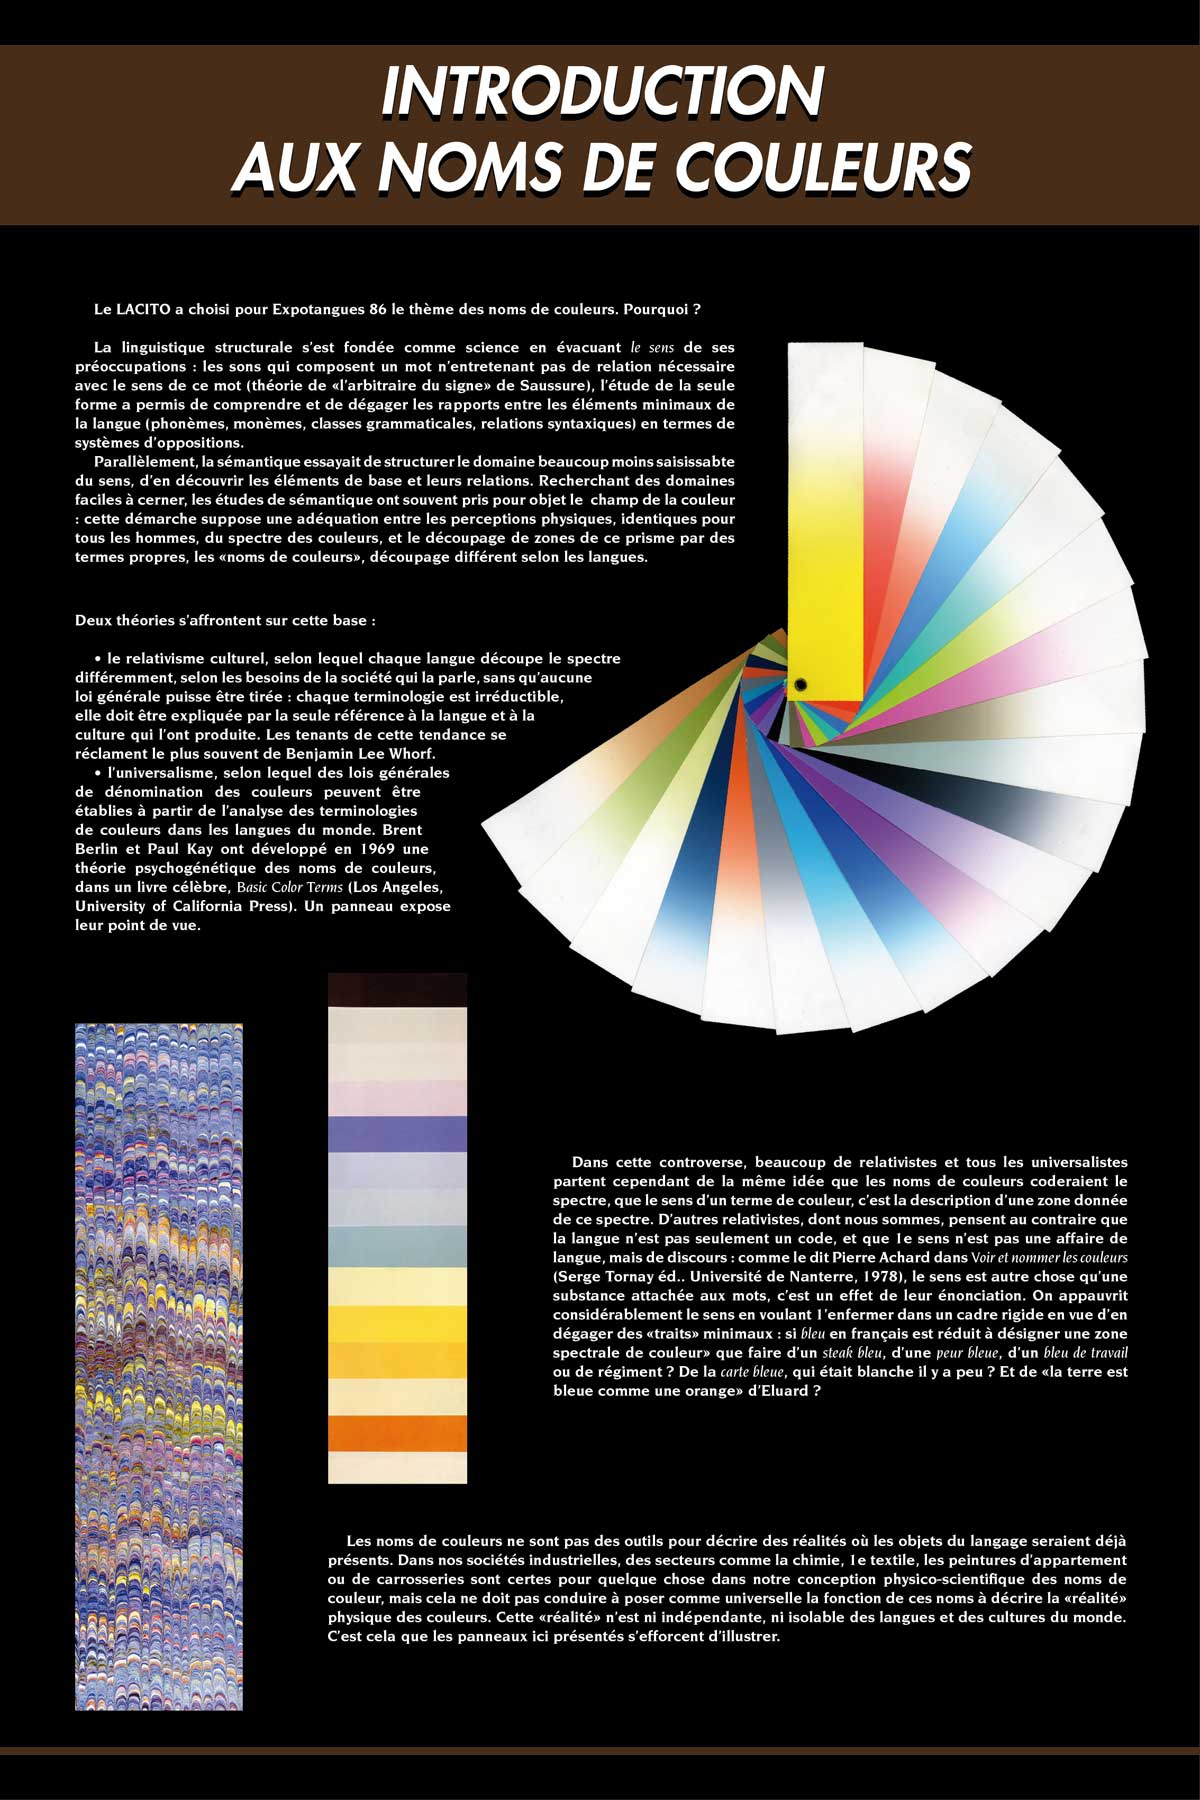 INTRODUCTION
AUX NOMS DE COULEURS
Le LACITO a choisi pour Expotangues 86 le thème des noms de couleurs. Pourquoi ?
La linguistique structurale s'est fondée comme science en évacuant le sens de ses
préoccupations : les sons qui composent un mot n'entretenant pas de relation nécessaire
avec le sens de ce mot (théorie de «l'arbitraire du signe» de Saussure), l'étude de la seule
forme a permis de comprendre et de dégager les rapports entre les éléments minimaux de
la langue (phonèmes, monèmes, classes grammaticales, relations syntaxiques) en termes de
systèmes d'oppositions.
Parallèlement, la sémantique essayait de structurer le domaine beaucoup moins saisissabte
du sens, d'en découvrir les éléments de base et leurs relations. Recherchant des domaines
faciles à cerner, les études de sémantique ont souvent pris pour objet le champ de la couleur
: cette démarche suppose une adéquation entre les perceptions physiques, identiques pour
tous les hommes, du spectre des couleurs, et le découpage de zones de ce prisme par des
termes propres, les «noms de couleurs», découpage différent selon les langues.
Deux théories s'affrontent sur cette base :
• le relativisme culturel, selon lequel chaque langue découpe le spectre
différemment, selon les besoins de la société qui la parle, sans qu'aucune
loi générale puisse être tirée : chaque terminologie est irréductible,
elle doit être expliquée par la seule référence à la langue et à la
culture qui l'ont produite. Les tenants de cette tendance se
réclament le plus souvent de Benjamin Lee Whorf.
• l'universalisme, selon lequel des lois générales
de dénomination des couleurs peuvent être
établies à partir de l'analyse des terminologies
de couleurs dans les langues du monde. Brent
Berlin et Paul Kay ont développé en 1969 une
théorie psychogénétique des noms de couleurs,
dans un livre célèbre, Basic Color Terms (Los Angeles,
University of California Press). Un panneau expose
leur point de vue.
Dans cette controverse, beaucoup de relativistes et tous les universalistes
partent cependant de la même idée que les noms de couleurs coderaient le
spectre, que le sens d'un terme de couleur, c'est la description d'une zone donnée
de ce spectre. D'autres relativistes, dont nous sommes, pensent au contraire que
la langue n'est pas seulement un code, et que 1e sens n'est pas une affaire de
langue, mais de discours : comme le dit Pierre Achard dans Voir et nommer les couleurs
(Serge Tornay éd.. Université de Nanterre, 1978), le sens est autre chose qu'une
substance attachée aux mots, c'est un effet de leur énonciation. On appauvrit
considérablement le sens en voulant 1'enfermer dans un cadre rigide en vue d'en
dégager des «traits» minimaux : si bleu en français est réduit à désigner une zone
spectrale de couleur» que faire d'un steak bleu, d'une peur bleue, d'un bleu de travail
ou de régiment ? De la carte bleue, qui était blanche il y a peu ? Et de «la terre est
bleue comme une orange» d'Eluard ?
Les noms de couleurs ne sont pas des outils pour décrire des réalités où les objets du langage seraient déjà
présents. Dans nos sociétés industrielles, des secteurs comme la chimie, 1e textile, les peintures d'appartement
ou de carrosseries sont certes pour quelque chose dans notre conception physico-scientifique des noms de
couleur, mais cela ne doit pas conduire à poser comme universelle la fonction de ces noms à décrire la «réalité»
physique des couleurs. Cette «réalité» n'est ni indépendante, ni isolable des langues et des cultures du monde.
C'est cela que les panneaux ici présentés s'efforcent d'illustrer.